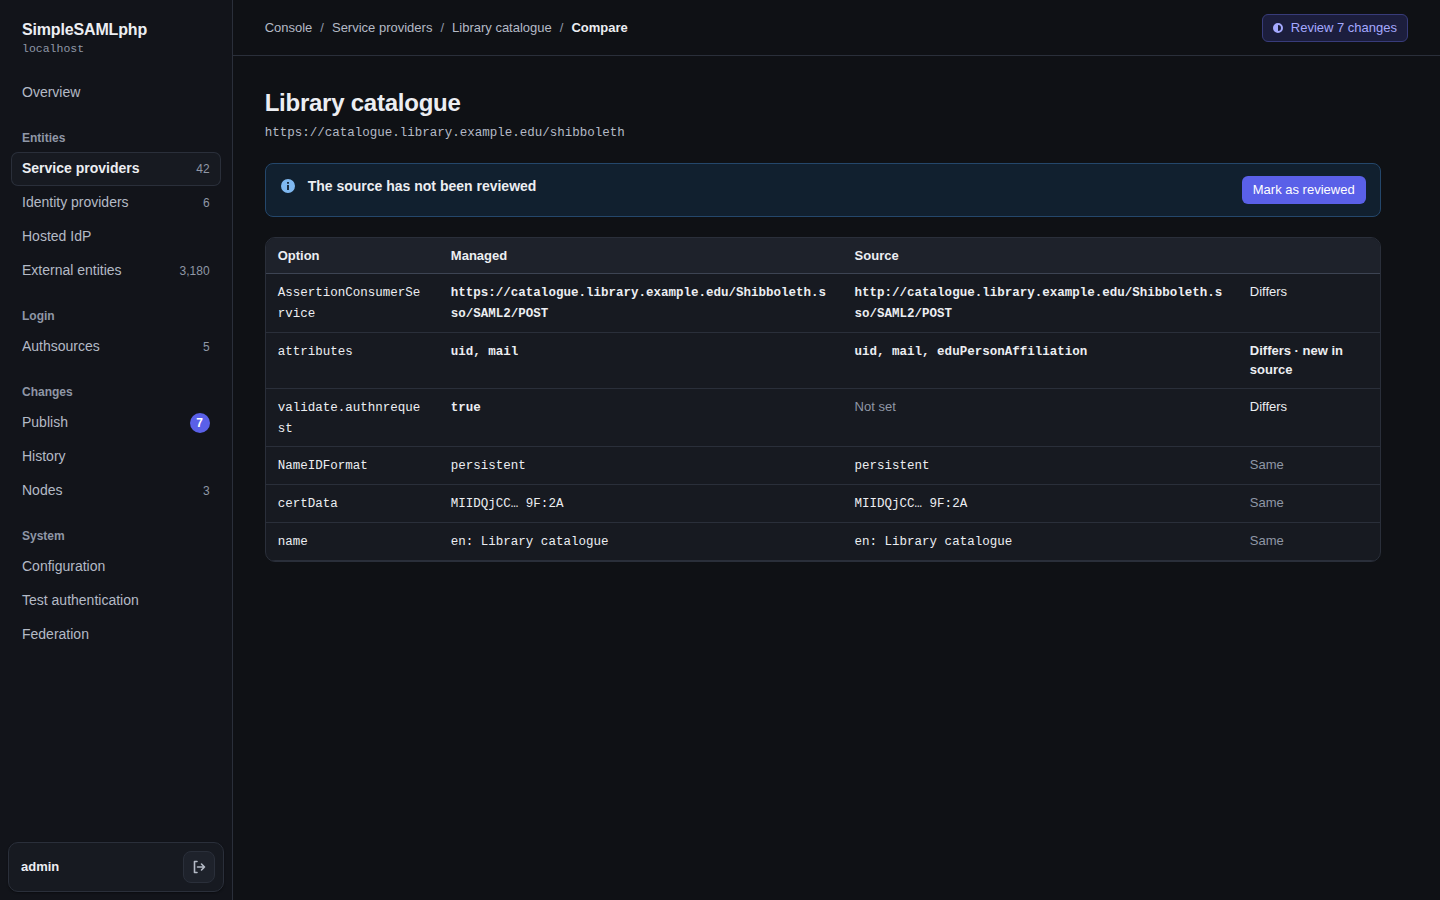 SimpleSAMLphp
localhost
Overview
Entities
Service providers 42
Identity providers 6
Hosted IdP
External entities 3,180
Login
Authsources 5
Changes
Publish 7
History
Nodes 3
System
Configuration
Test authentication
Federation
admin
Console / Service providers / Library catalogue / Compare
Review 7 changes
Library catalogue
https://catalogue.library.example.edu/shibboleth
The source has not been reviewed
Mark as reviewed
Option Managed Source
AssertionConsumerSe https://catalogue.library.example.edu/Shibboleth.s http://catalogue.library.example.edu/Shibboleth.s Differs
rvice so/SAML2/POST so/SAML2/POST
attributes uid, mail uid, mail, eduPersonAffiliation Differs · new in
source
validate.authnreque true Not set Differs
st
NameIDFormat persistent persistent Same
certData MIIDQjCC… 9F:2A MIIDQjCC… 9F:2A Same
name en: Library catalogue en: Library catalogue Same